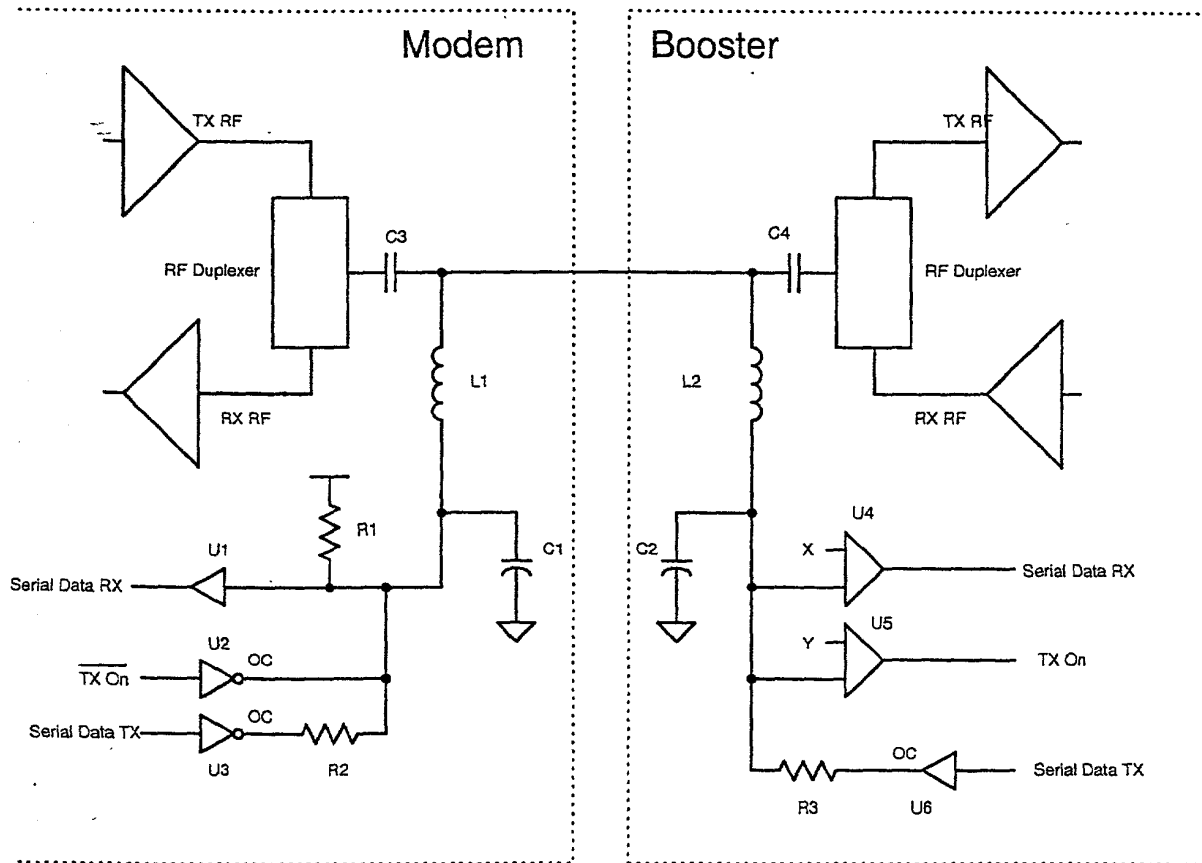 Modem
Booster
TX RF
TX RF
C3
C4
RF Duplexer
RF Duplexer
L1
L2
RX RF
RX RF
R1
U4
U1
C1
C2
X
Serial Data RX
Serial Data RX
U5
U2
Y
TX On
OC
TX On
Serial Data TX
OC
OC
Serial Data TX
U3
R2
R3
U6